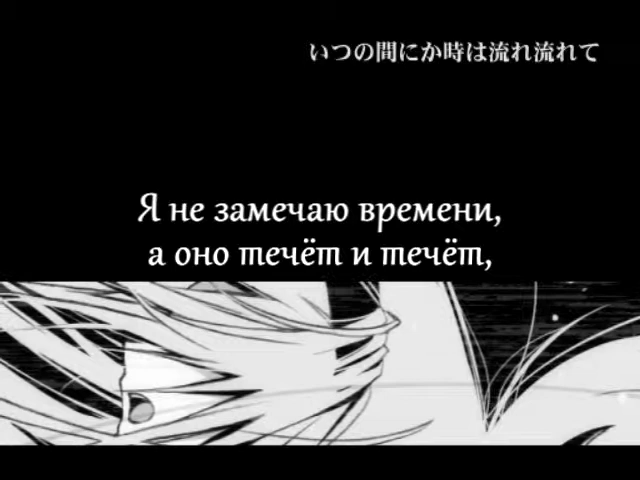 いつの間にか時は流れ流れて
Я не замечаю времени,
а оно течёт и течёт,